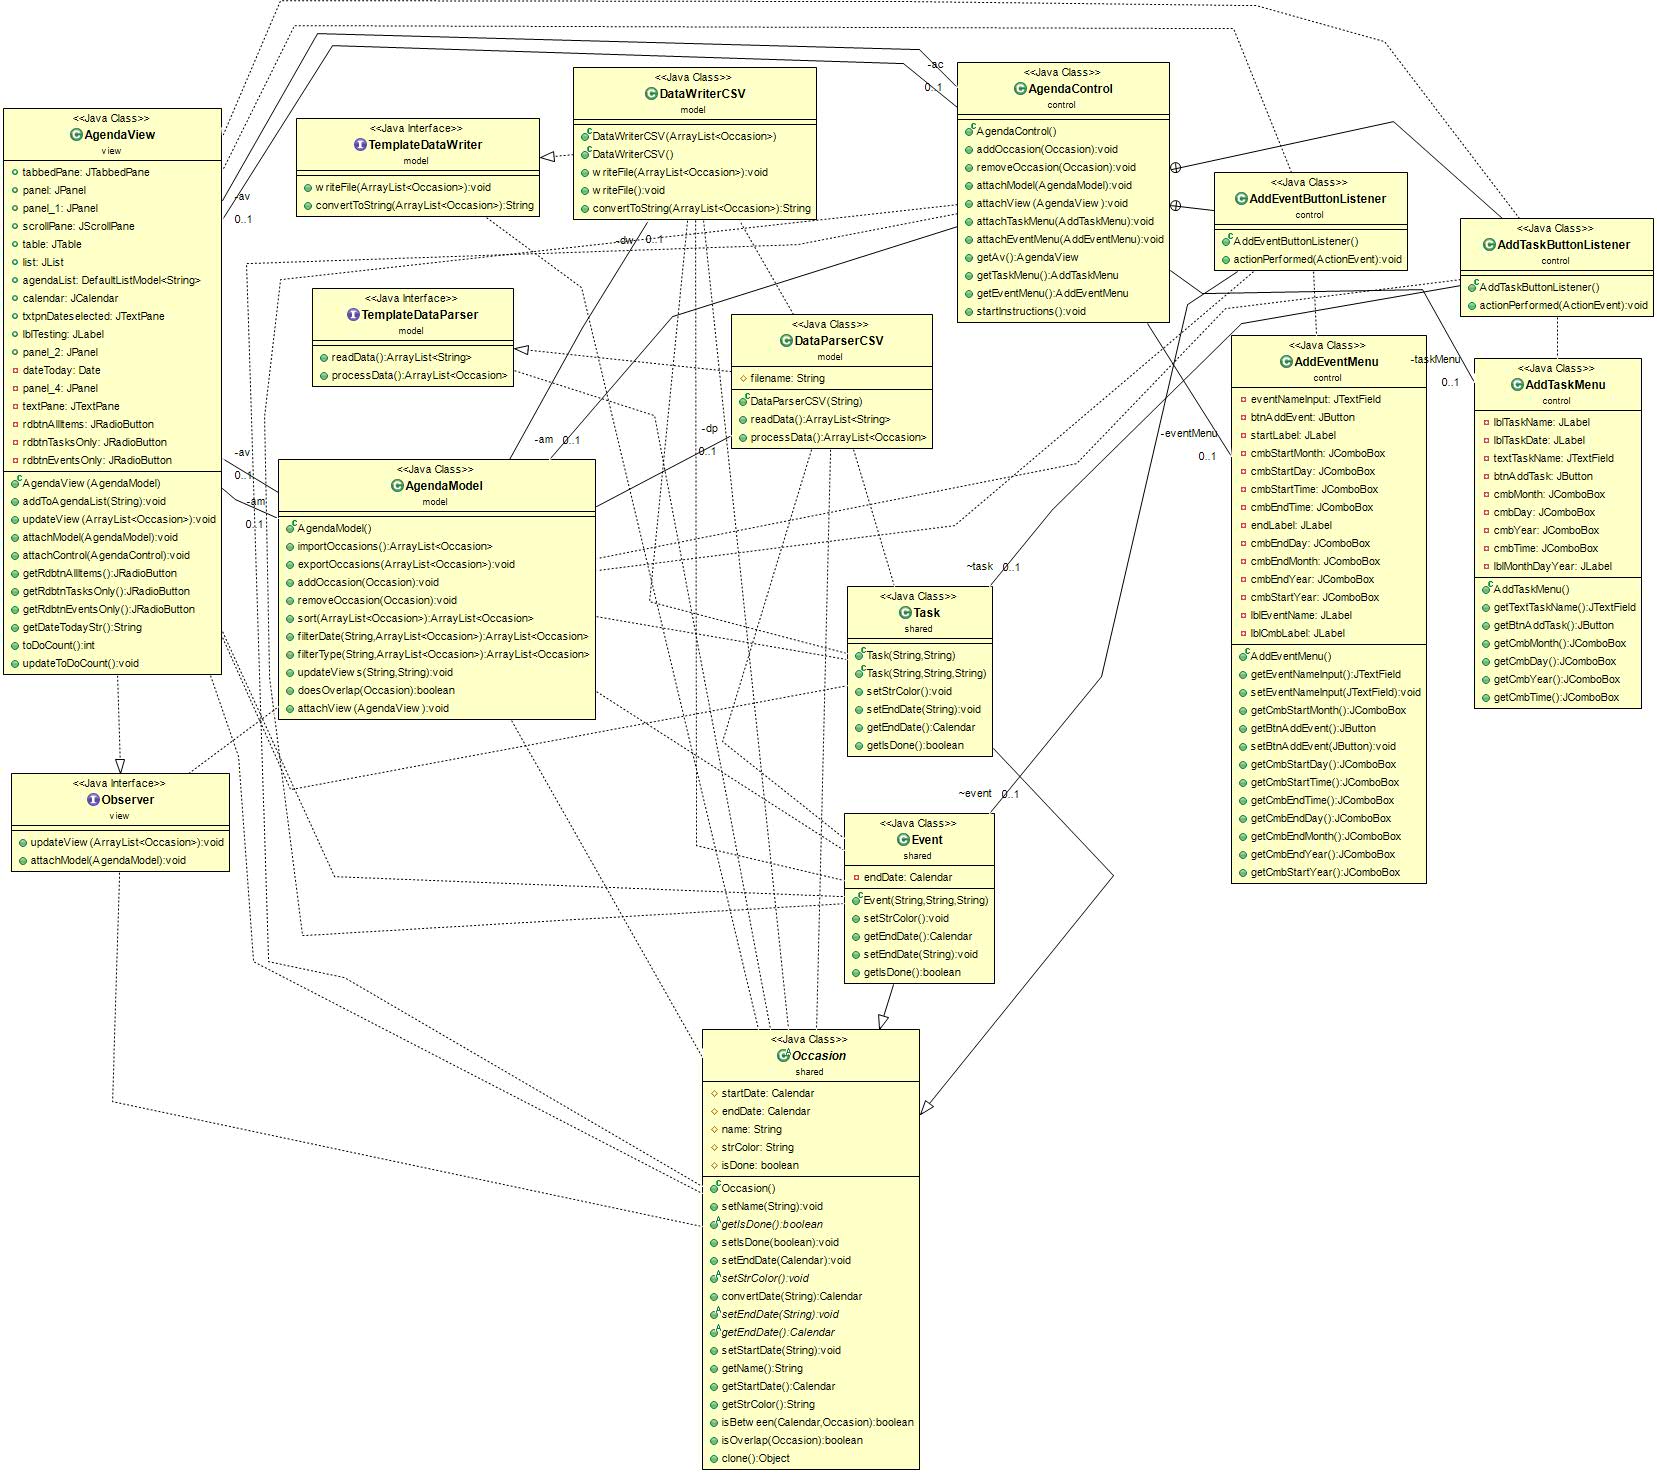 <<Java Class>>
AgendaView
view
tabbedPane: JTabbedPane
panel: JPanel
panel_1: JPanel
scrollPane: JScrollPane
table: JTable
list: JList
agendaList: DefaultListModel<String>
calendar: JCalendar
txtpnDateselected: JTextPane
lblTesting: JLabel
panel_2: JPanel
dateToday: Date
panel_4: JPanel
textPane: JTextPane
rdbtnAllItems: JRadioButton
rdbtnTasksOnly: JRadioButton
rdbtnEventsOnly: JRadioButton
AgendaView(AgendaModel)
addToAgendaList(String):void
updateView(ArrayList<Occasion>):void
attachModel(AgendaModel):void
attachControl(AgendaControl):void
getRdbtnAllItems():JRadioButton
getRdbtnTasksOnly():JRadioButton
getRdbtnEventsOnly():JRadioButton
getDateTodayStr():String
toDoCount():int
updateToDoCount():void
<<Java Interface>>
TemplateDataWriter
model
writeFile(ArrayList<Occasion>):void
convertToString(ArrayList<Occasion>):String
<<Java Class>>
DataWriterCSV
model
DataWriterCSV(ArrayList<Occasion>)
DataWriterCSV()
writeFile(ArrayList<Occasion>):void
writeFile():void
convertToString(ArrayList<Occasion>):String
<<Java Class>>
AgendaControl
control
AgendaControl()
addOccasion(Occasion):void
removeOccasion(Occasion):void
attachModel(AgendaModel):void
attachView(AgendaView):void
attachTaskMenu(AddTaskMenu):void
attachEventMenu(AddEventMenu):void
getAv():AgendaView
getTaskMenu():AddTaskMenu
getEventMenu():AddEventMenu
startInstructions():void
<<Java Class>>
AddEventButtonListener
control
AddEventButtonListener()
actionPerformed(ActionEvent):void
<<Java Class>>
AddTaskButtonListener
control
AddTaskButtonListener()
actionPerformed(ActionEvent):void
-ac
0..1
-av
0..1
-dw 0..1
<<Java Interface>>
TemplateDataParser
model
readData():ArrayList<String>
processData():ArrayList<Occasion>
<<Java Class>>
DataParserCSV
model
filename: String
DataParserCSV(String)
readData():ArrayList<String>
processData():ArrayList<Occasion>
<<Java Class>>
AddEventMenu
control
eventNameInput: JTextField
btnAddEvent: JButton
startLabel: JLabel
cmbStartMonth: JComboBox
cmbStartDay: JComboBox
cmbStartTime: JComboBox
cmbEndTime: JComboBox
endLabel: JLabel
cmbEndDay: JComboBox
cmbEndMonth: JComboBox
cmbEndYear: JComboBox
cmbStartYear: JComboBox
lblEventName: JLabel
lblCmbLabel: JLabel
AddEventMenu()
getEventNameInput():JTextField
setEventNameInput(JTextField):void
getCmbStartMonth():JComboBox
getBtnAddEvent():JButton
setBtnAddEvent(JButton):void
getCmbStartDay():JComboBox
getCmbStartTime():JComboBox
getCmbEndTime():JComboBox
getCmbEndDay():JComboBox
getCmbEndMonth():JComboBox
getCmbEndYear():JComboBox
getCmbStartYear():JComboBox
-taskMenu
0..1
<<Java Class>>
AddTaskMenu
control
lblTaskName: JLabel
lblTaskDate: JLabel
textTaskName: JTextField
btnAddTask: JButton
cmbMonth: JComboBox
cmbDay: JComboBox
cmbYear: JComboBox
cmbTime: JComboBox
lblMonthDayYear: JLabel
AddTaskMenu()
getTextTaskName():JTextField
getBtnAddTask():JButton
getCmbMonth():JComboBox
getCmbDay():JComboBox
getCmbYear():JComboBox
getCmbTime():JComboBox
-eventMenu
0..1
-am 0..1
-dp
0..1
-av
0..1
-am
0..1
<<Java Class>>
AgendaModel
model
AgendaModel()
importOccasions():ArrayList<Occasion>
exportOccasions(ArrayList<Occasion>):void
addOccasion(Occasion):void
removeOccasion(Occasion):void
sort(ArrayList<Occasion>):ArrayList<Occasion>
filterDate(String,ArrayList<Occasion>):ArrayList<Occasion>
filterType(String,ArrayList<Occasion>):ArrayList<Occasion>
updateViews(String,String):void
doesOverlap(Occasion):boolean
attachView(AgendaView):void
~task 0..1
<<Java Class>>
Task
shared
Task(String,String)
Task(String,String,String)
setStrColor():void
setEndDate(String):void
getEndDate():Calendar
getIsDone():boolean
<<Java Interface>>
Observer
view
updateView(ArrayList<Occasion>):void
attachModel(AgendaModel):void
~event 0..1
<<Java Class>>
Event
shared
endDate: Calendar
Event(String,String,String)
setStrColor():void
getEndDate():Calendar
setEndDate(String):void
getIsDone():boolean
<<Java Class>>
Occasion
shared
startDate: Calendar
endDate: Calendar
name: String
strColor: String
isDone: boolean
Occasion()
setName(String):void
getIsDone():boolean
setIsDone(boolean):void
setEndDate(Calendar):void
setStrColor():void
convertDate(String):Calendar
setEndDate(String):void
getEndDate():Calendar
setStartDate(String):void
getName():String
getStartDate():Calendar
getStrColor():String
isBetween(Calendar,Occasion):boolean
isOverlap(Occasion):boolean
clone():Object